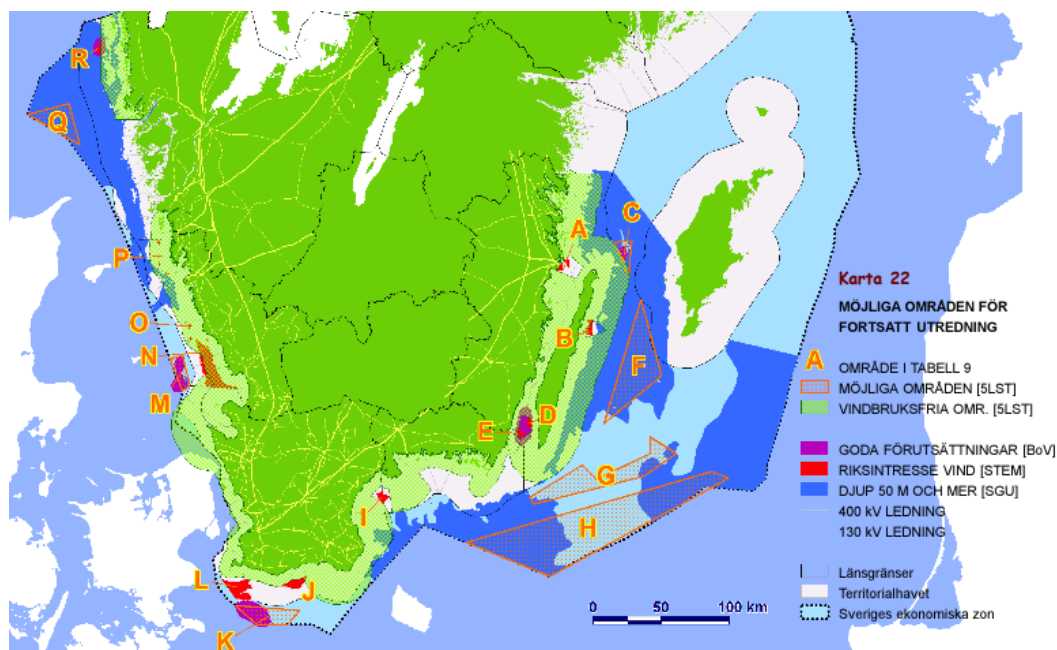 R
Q
P
O
N
M
L
K
J
I
H
G
F
E
D
C
B
A
Karta 22
MÖJLIGA OMRÅDEN FÖR
FORTSATT UTREDNING
A OMRÅDE I TABELL 9
MÖJLIGA OMRÅDEN [5LST]
VINDBRUKSFRIA OMR. [5LST]
GODA FÖRUTSÄTTNINGAR [BoV]
RIKSINTRESSE VIND [STEM]
DJUP 50 M OCH MER [SGU]
400 kV LEDNING
130 kV LEDNING
Länsgränser
Territorialhavet
Sveriges ekonomiska zon
0 50 100 km